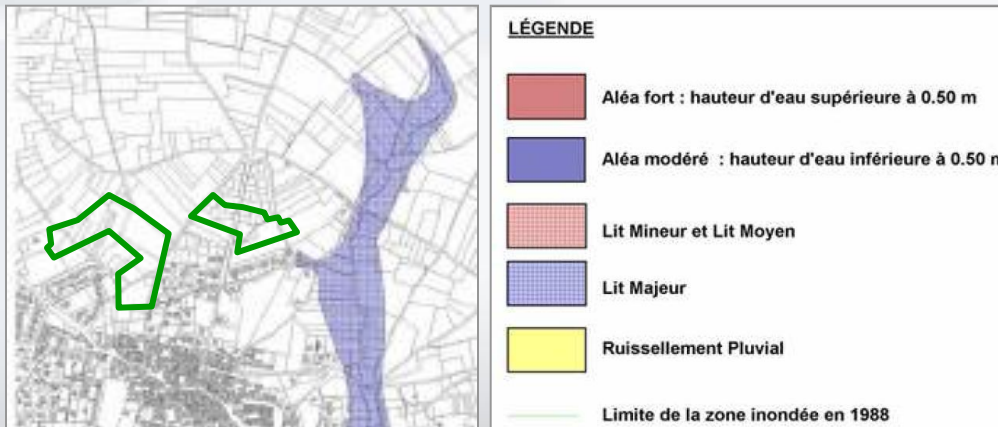 LÉGENDE
Aléa fort : hauteur d'eau supérieure à 0.50 m
Aléa modéré : hauteur d'eau inférieure à 0.50 m
Lit Mineur et Lit Moyen
Lit Majeur
Ruissellement Pluvial
Limite de la zone inondée en 1988